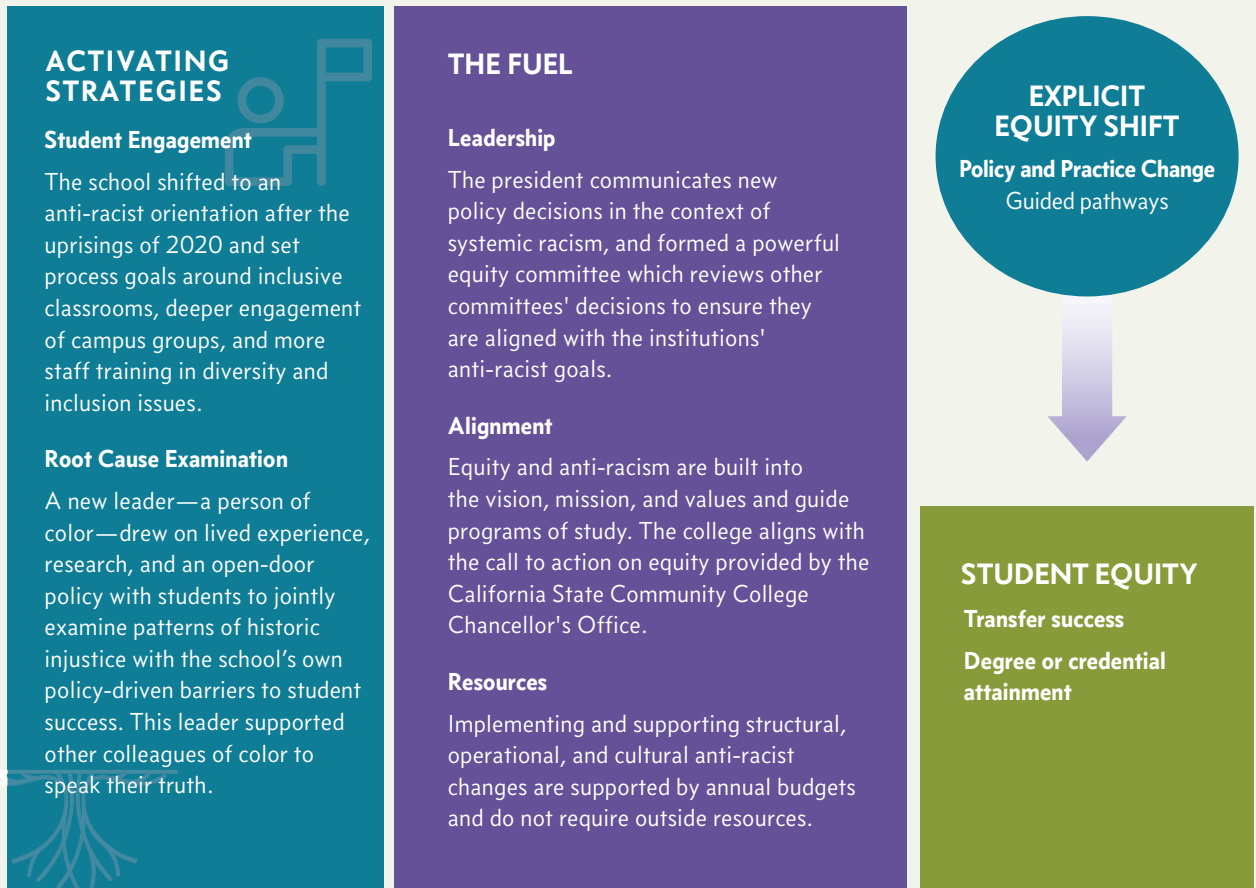 ACTIVATING
STRATEGIES
Student Engagement
The school shifted to an
anti-racist orientation after the
uprisings of 2020 and set
process goals around inclusive
classrooms, deeper engagement
of campus groups, and more
staff training in diversity and
inclusion issues.
Root Cause Examination
A new leader—a person of
color—drew on lived experience,
research, and an open-door
policy with students to jointly
examine patterns of historic
injustice with the school’s own
policy-driven barriers to student
success. This leader supported
other colleagues of color to
speak their truth.
THE FUEL
Leadership
The president communicates new
policy decisions in the context of
systemic racism, and formed a powerful
equity committee which reviews other
committees' decisions to ensure they
are aligned with the institutions'
anti-racist goals.
Alignment
Equity and anti-racism are built into
the vision, mission, and values and guide
programs of study. The college aligns with
the call to action on equity provided by the
California State Community College
Chancellor's Office.
Resources
Implementing and supporting structural,
operational, and cultural anti-racist
changes are supported by annual budgets
and do not require outside resources.
EXPLICIT
EQUITY SHIFT
Policy and Practice Change
Guided pathways
STUDENT EQUITY
Transfer success
Degree or credential
attainment